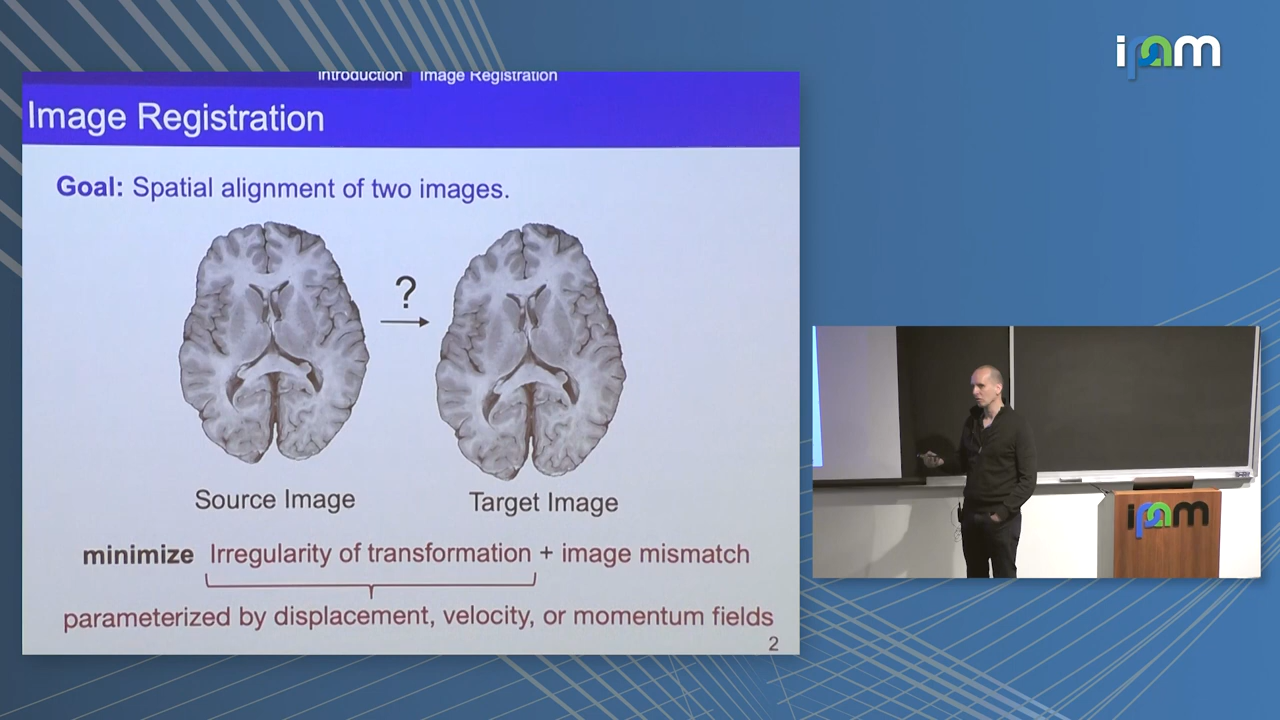 ipam
Introduction Image Registration
Image Registration
Goal: Spatial alignment of two images.
?
Source Image Target Image
minimize Irregularity of transformation + image mismatch
parameterized by displacement, velocity, or momentum fields
2
ipam